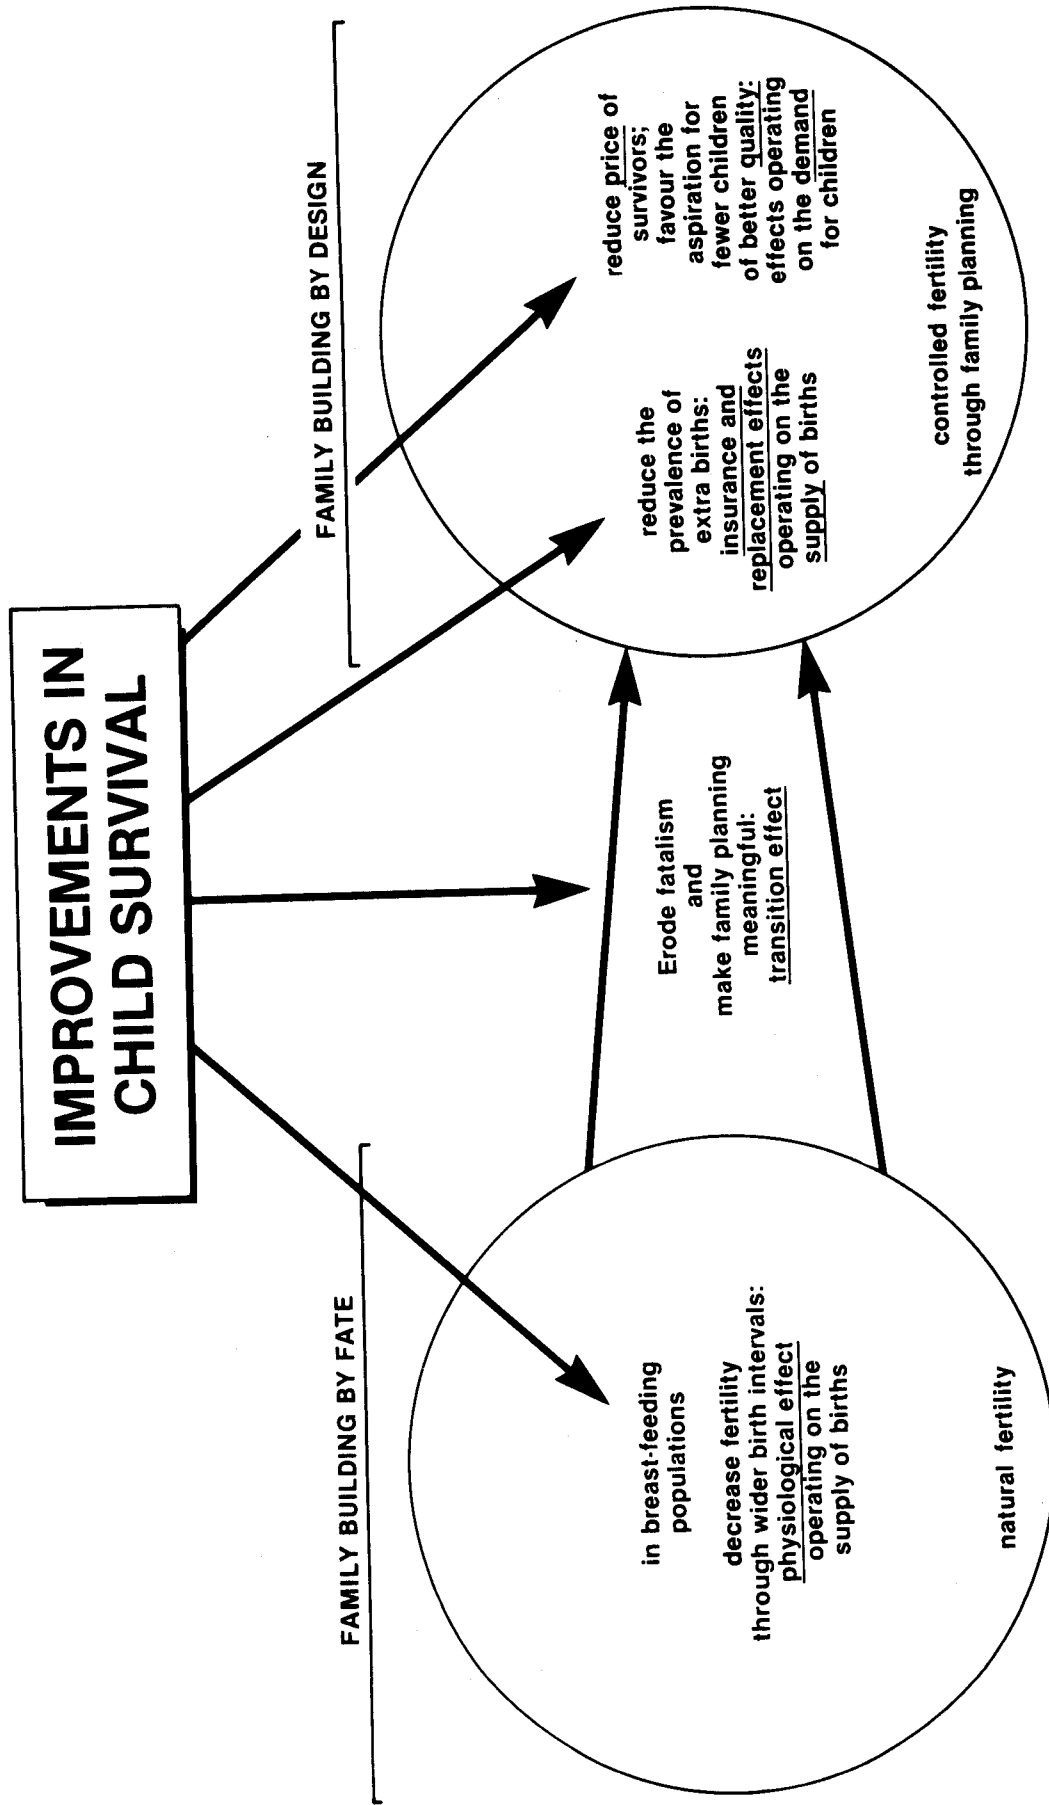 IMPROVEMENTS IN
CHILD SURVIVAL
FAMILY BUILDING BY FATE
FAMILY BUILDING BY DESIGN
in breast-feeding
populations
decrease fertility
through wider birth intervals:
physiological effect
operating on the
supply of births
natural fertility
Erode fatalism
and
make family planning
meaningful:
transition effect
reduce the
prevalence of
extra births:
insurance and
replacement effects
operating on the
supply of births
reduce price of
survivors;
favour the
aspiration for
fewer children
of better quality:
effects operating
on the demand
for children
controlled fertility
through family planning